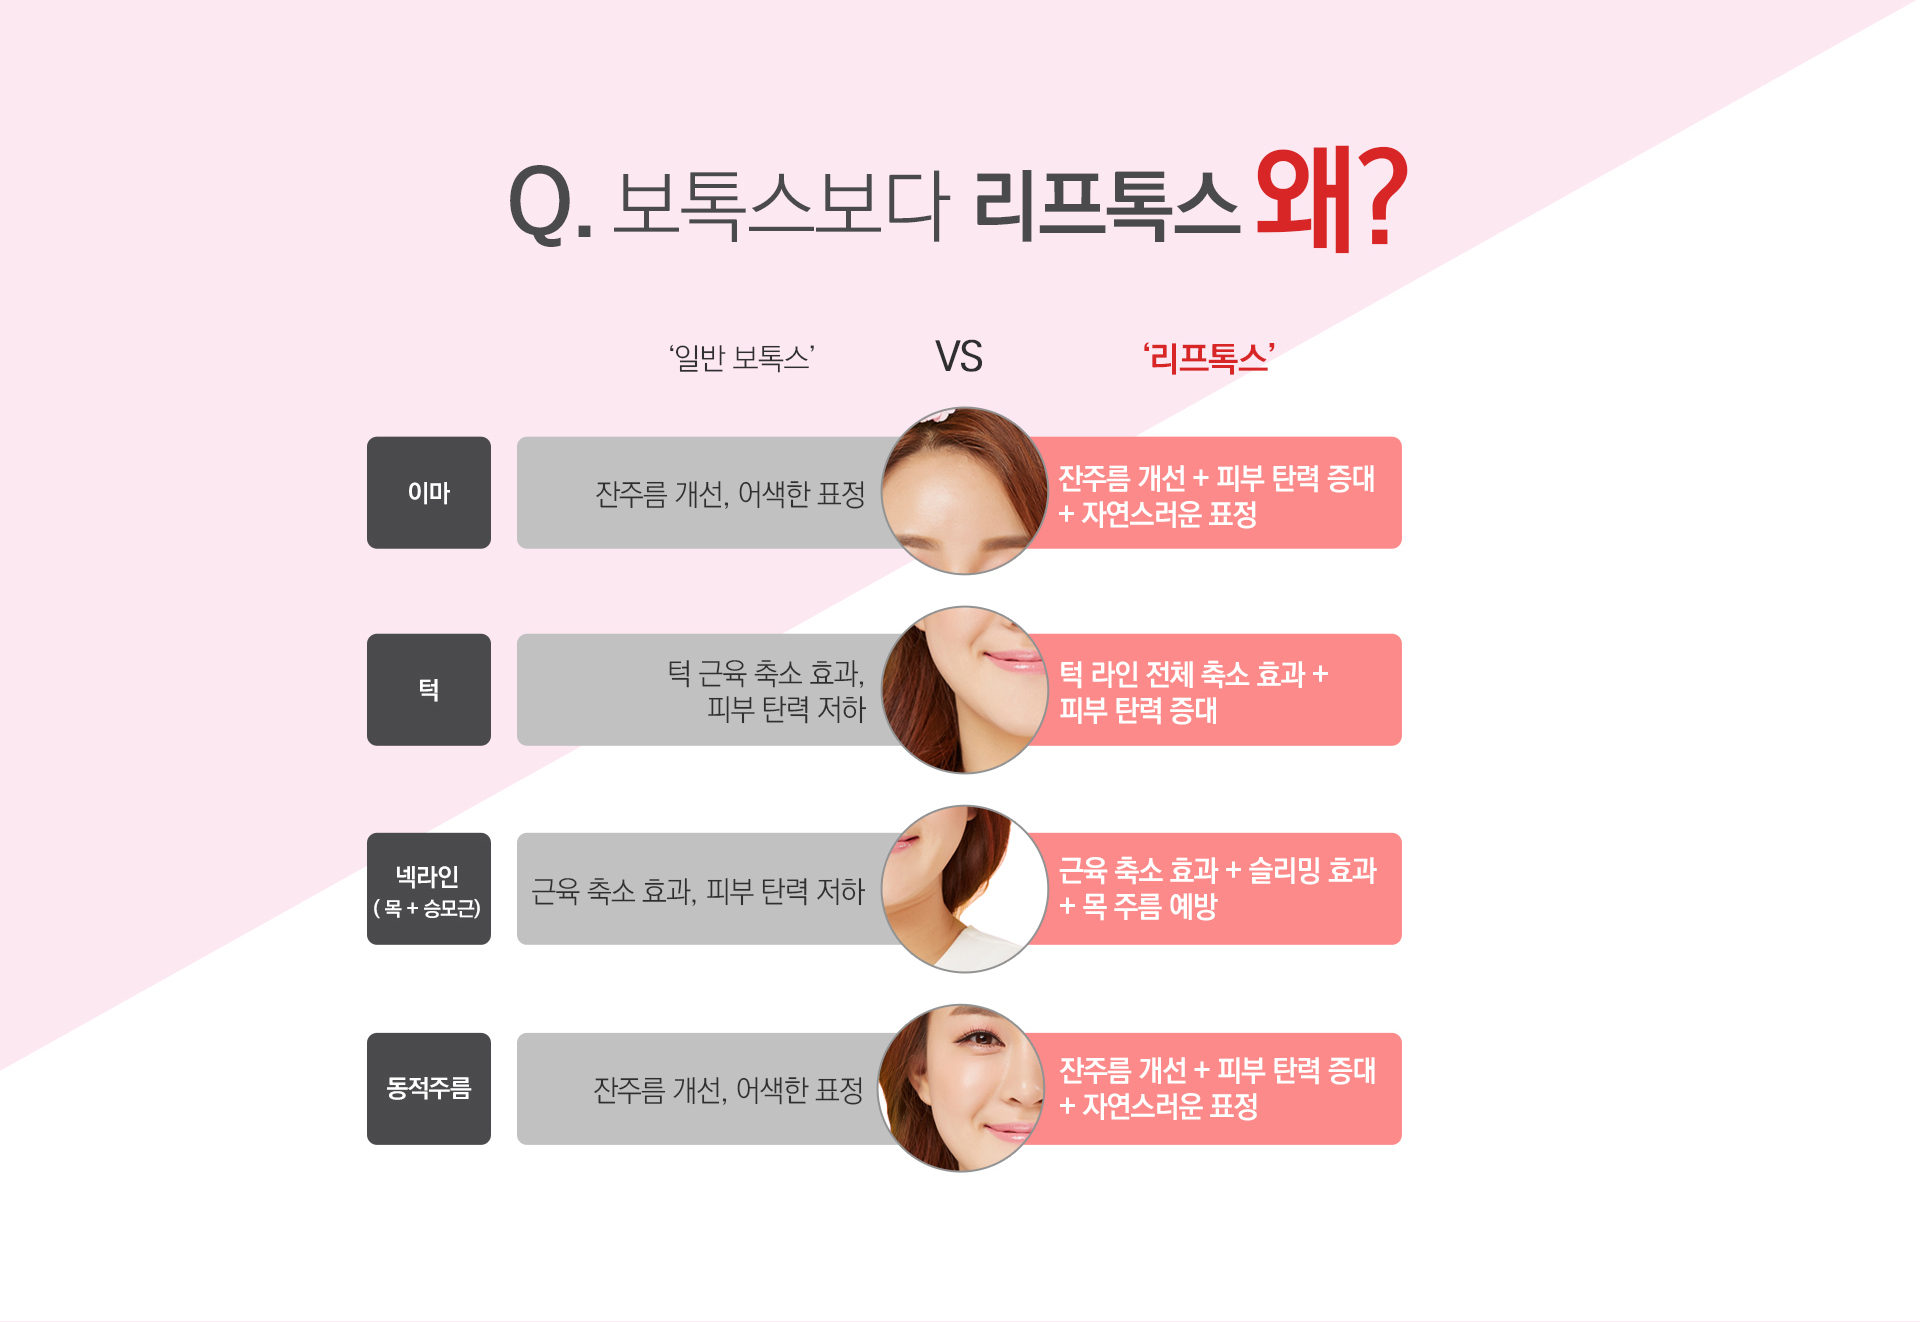 Q. 보톡스보다 리프톡스 왜?
‘일반 보톡스’ VS ‘리프톡스’
이마
잔주름 개선, 어색한 표정
잔주름 개선 + 피부 탄력 증대
+ 자연스러운 표정
턱
턱 근육 축소 효과,
피부 탄력 저하
턱 라인 전체 축소 효과 +
피부 탄력 증대
넥라인
( 목 + 승모근)
근육 축소 효과, 피부 탄력 저하
근육 축소 효과 + 슬리밍 효과
+ 목 주름 예방
동적주름
잔주름 개선, 어색한 표정
잔주름 개선 + 피부 탄력 증대
+ 자연스러운 표정